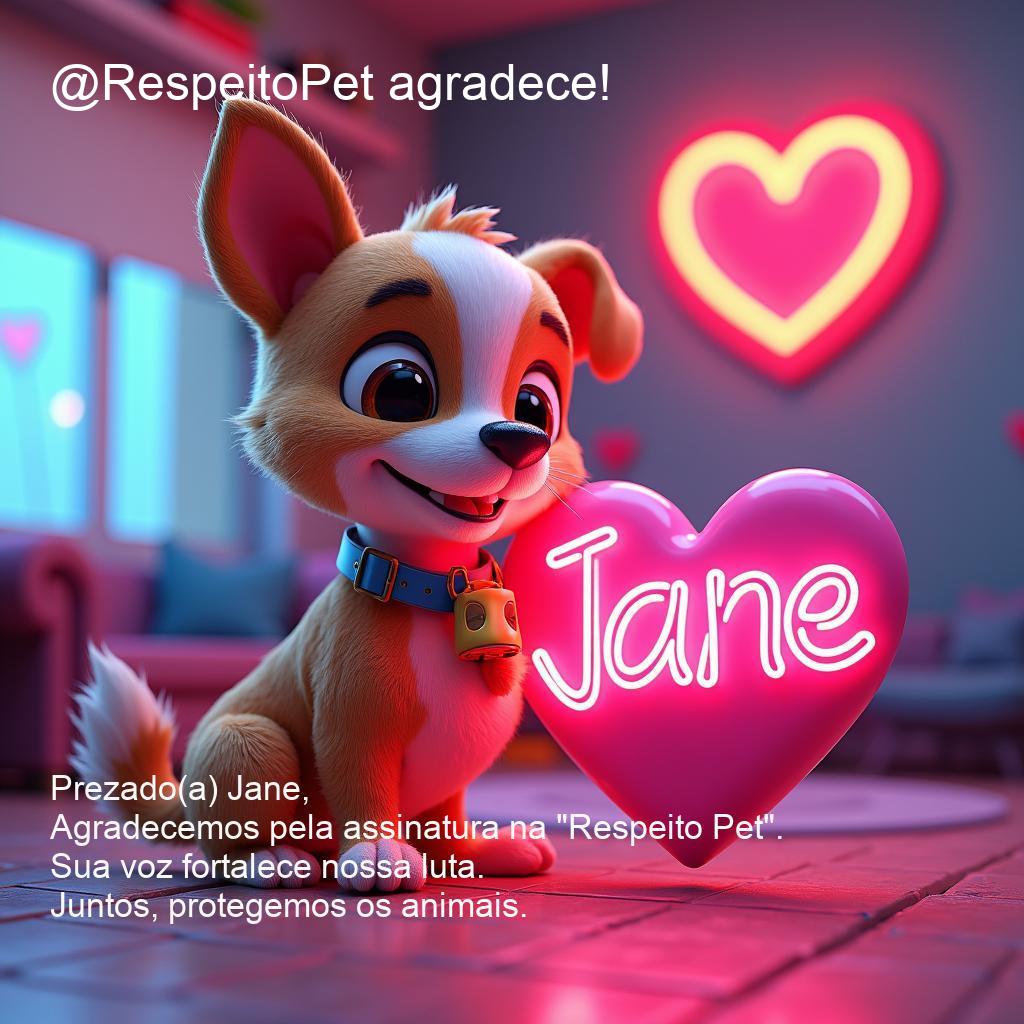 @RespeitoPet agradece!
Jane
Prezado(a) Jane,
Agradecemos pela assinatura na "Respeito Pet".
Sua voz fortalece nossa luta.
Juntos, protegemos os animais.